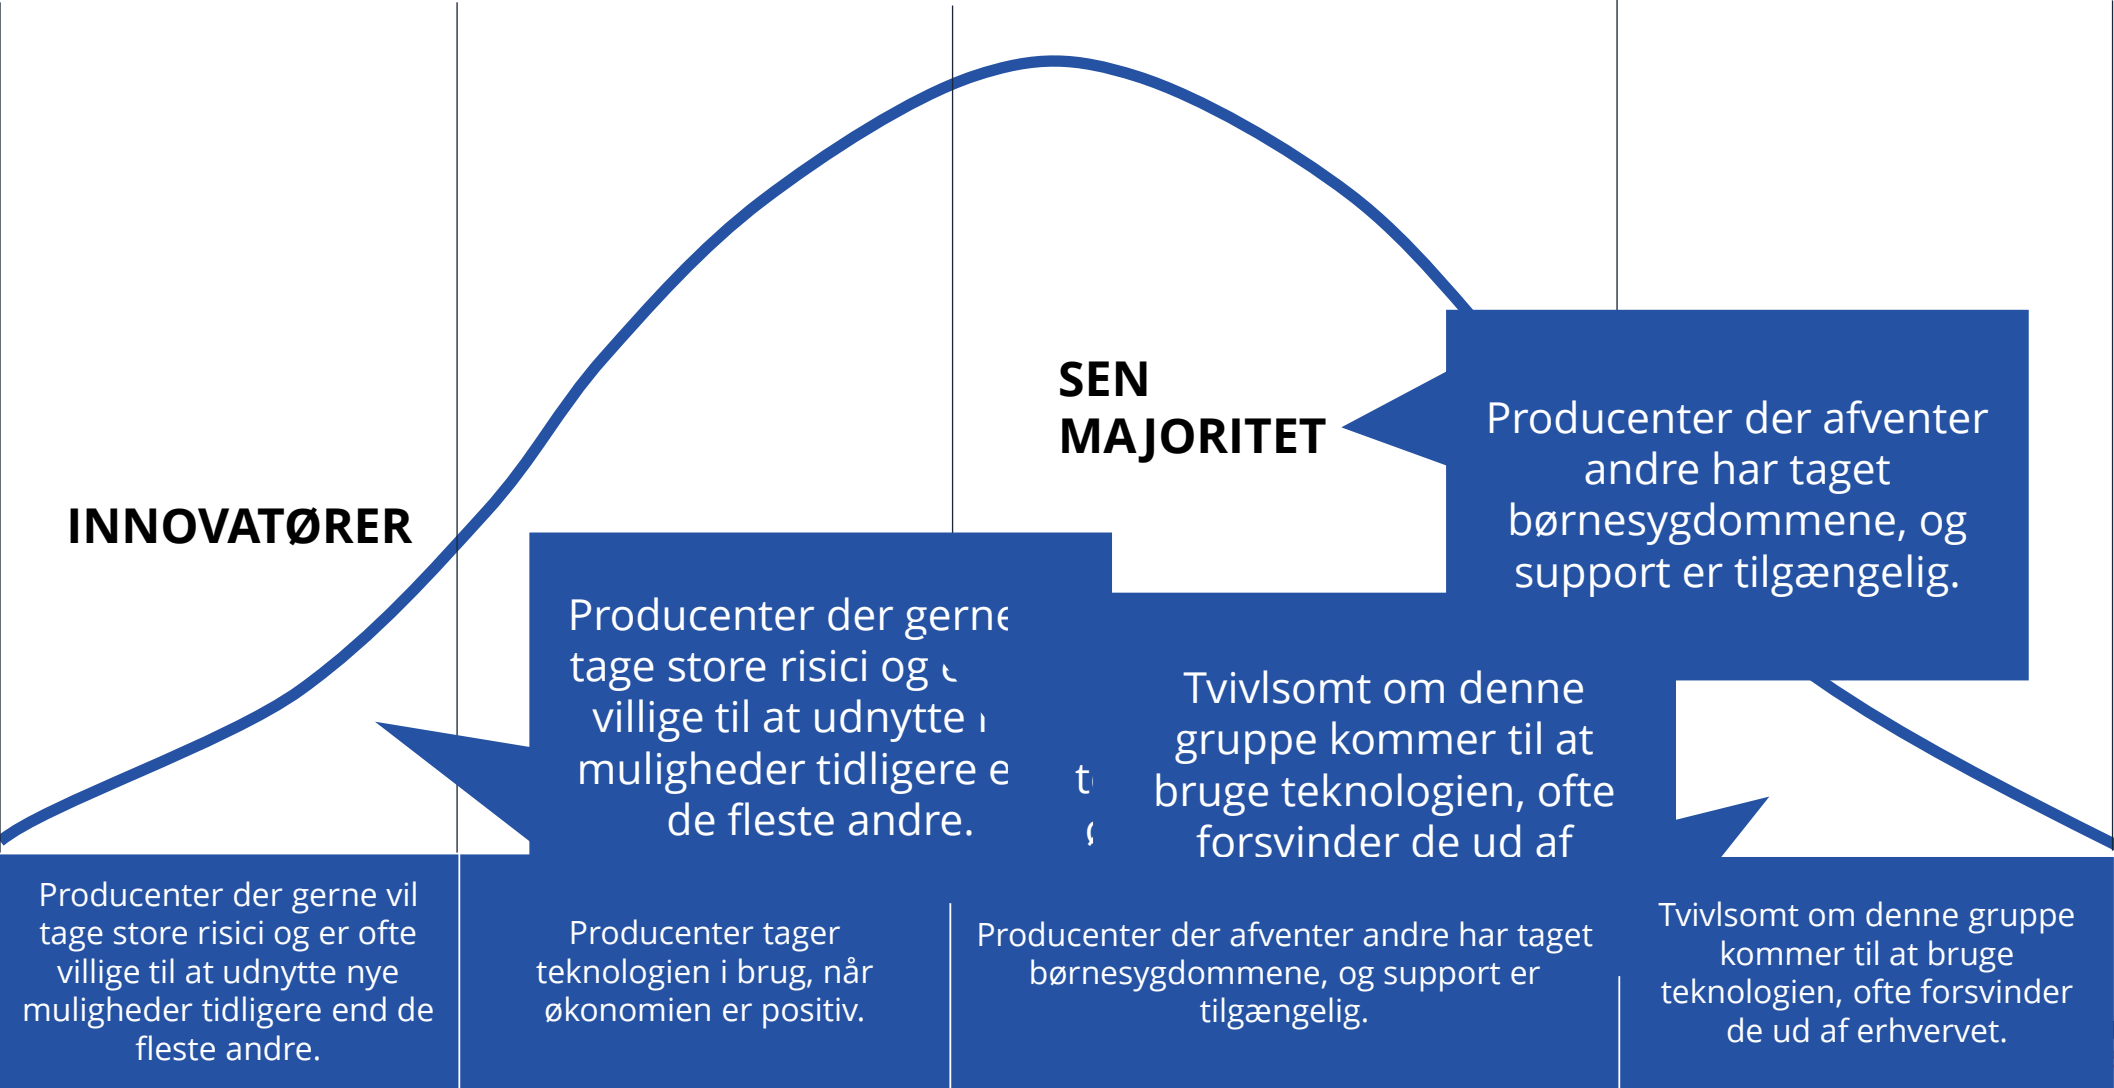 SEN
MAJORITET
INNOVATØRER
Producenter der afventer
andre har taget
børnesygdommene, og
support er tilgængelig.
Producenter der gerne
tage store risici og
villige til at udnytte
muligheder tidligere
de fleste andre.
Tvivlsomt om denne
gruppe kommer til at
bruge teknologien, ofte
forsvinder de ud af
Producenter der gerne vil
tage store risici og er ofte
villige til at udnytte nye
muligheder tidligere end de
fleste andre.
Producenter tager
teknologien i brug, når
økonomien er positiv.
Producenter der afventer andre har taget
børnesygdommene, og support er
tilgængelig.
Tvivlsomt om denne gruppe
kommer til at bruge
teknologien, ofte forsvinder
de ud af erhvervet.